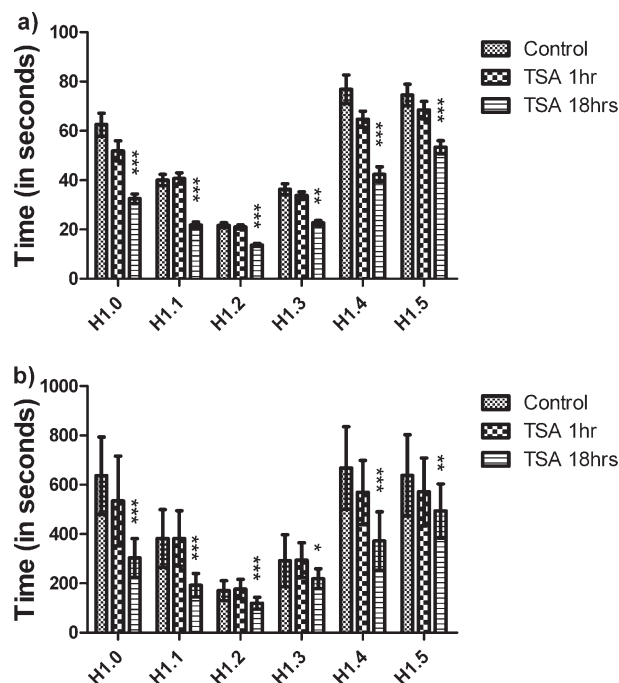 a)
Time (in seconds)
100
80
60
40
20
0
***
***
***
**
***
***
H1.0 H1.1 H1.2 H1.3 H1.4 H1.5
Control
TSA 1hr
TSA 18hrs
b)
Time (in seconds)
1000
800
600
400
200
0
***
***
***
*
***
**
H1.0 H1.1 H1.2 H1.3 H1.4 H1.5
Control
TSA 1hr
TSA 18hrs